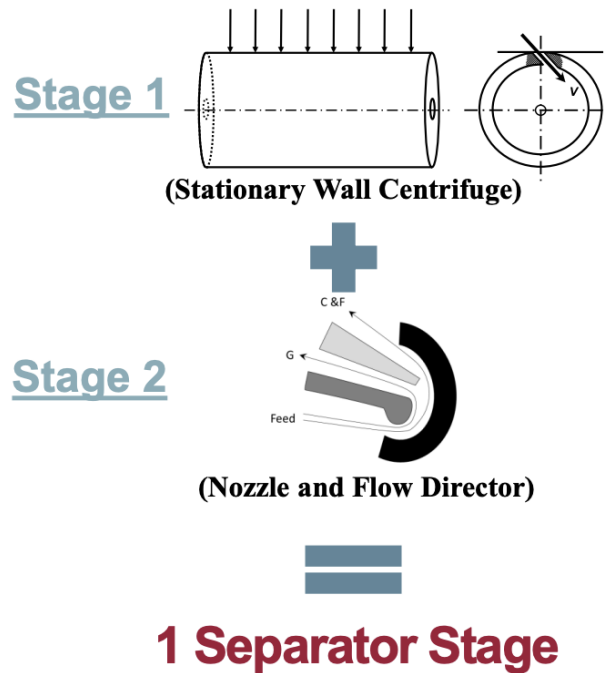 Stage 1
v
(Stationary Wall Centrifuge)
C &F
Stage 2
G
Feed
(Nozzle and Flow Director)
1 Separator Stage